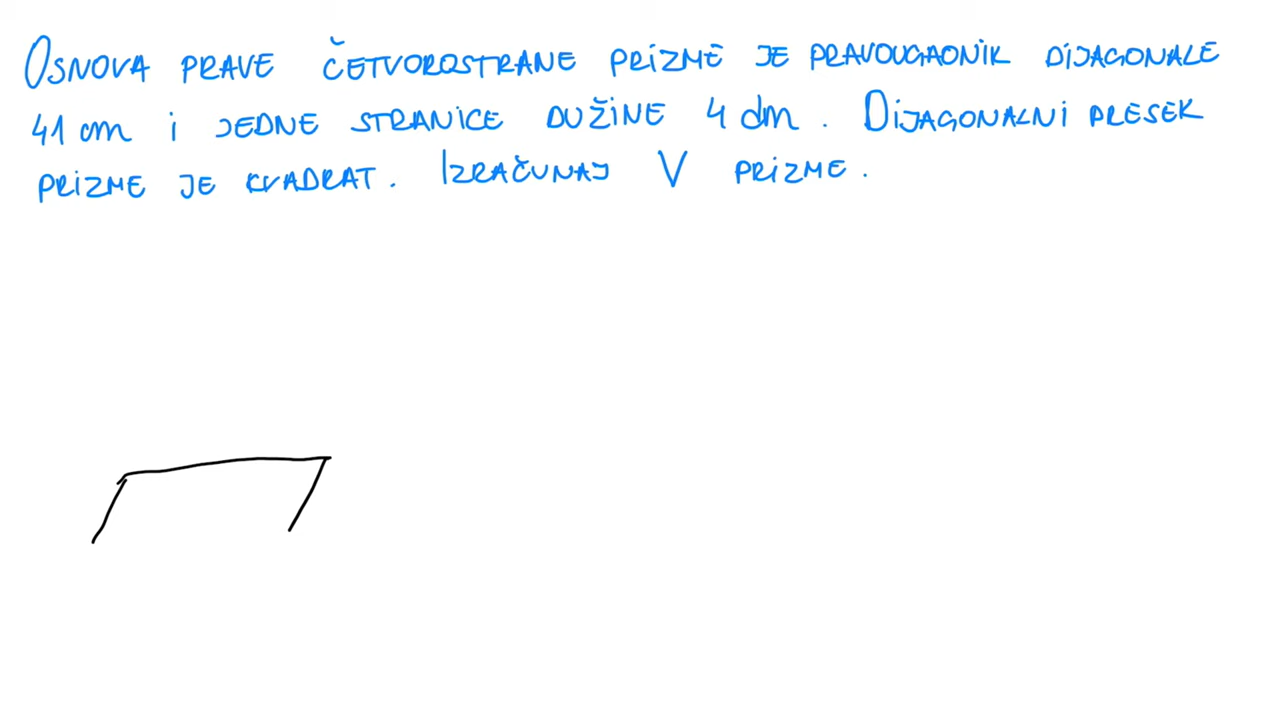 OSNOVA PRAVE ČETVOROSTRANE PRIZME JE PRAVOUGAONIK DIJAGONALE
41 cm i JEDNE STRANICE DUŽINE 4 dm. DIJAGONALNI PRESEK
PRIZME JE KVADRAT. IZRAČUNAJ V PRIZME.